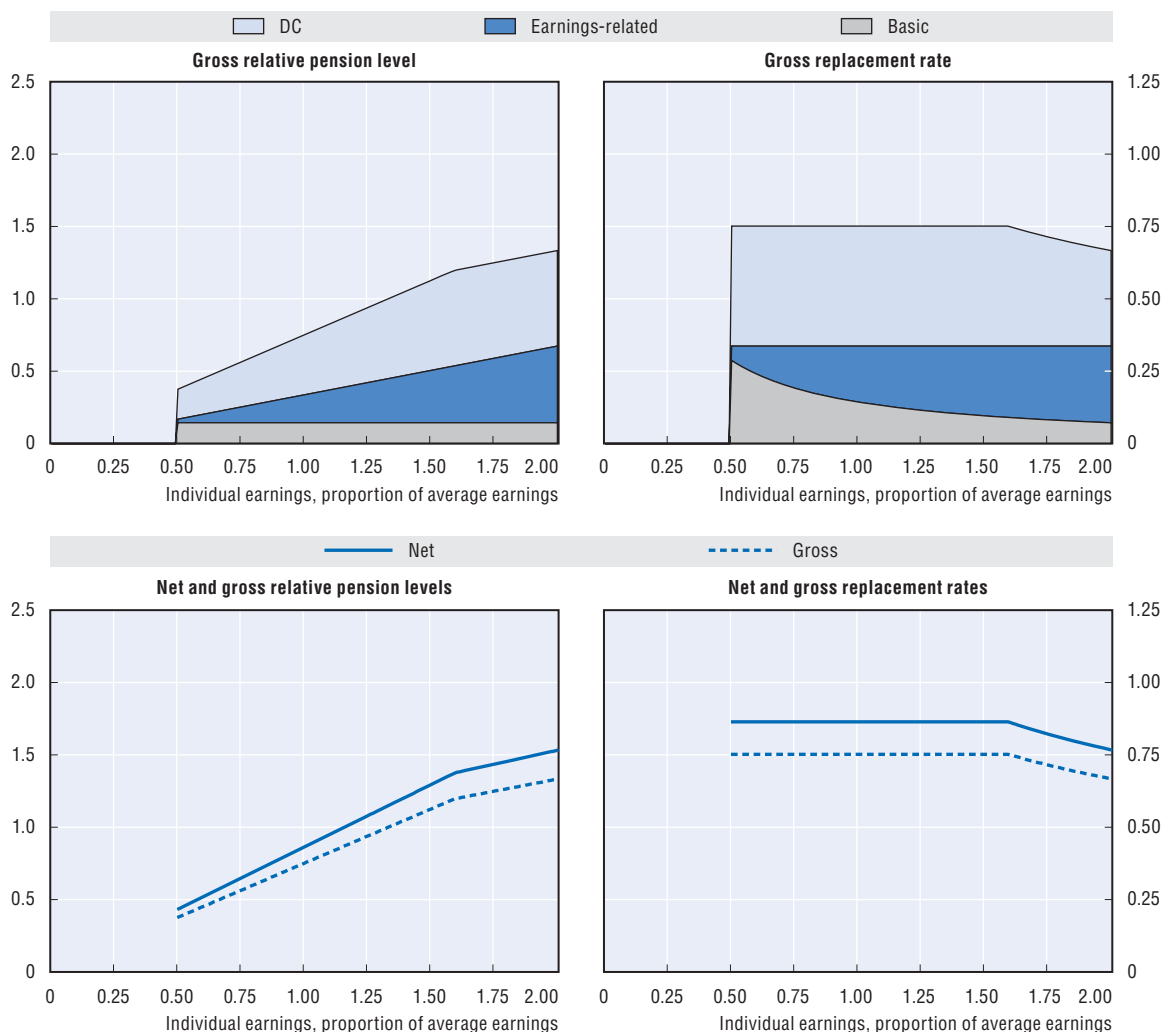 DC Earnings-related Basic
Gross relative pension level Gross replacement rate
2.5 1.25
2.0 1.00
1.5 0.75
1.0 0.50
0.5 0.25
0 0
0 0.25 0.50 0.75 1.00 1.25 1.50 1.75 2.00 0 0.25 0.50 0.75 1.00 1.25 1.50 1.75 2.00
Individual earnings, proportion of average earnings Individual earnings, proportion of average earnings
Net Gross
Net and gross relative pension levels Net and gross replacement rates
2.5 1.25
2.0 1.00
1.5 0.75
1.0 0.50
0.5 0.25
0 0
0 0.25 0.50 0.75 1.00 1.25 1.50 1.75 2.00 0 0.25 0.50 0.75 1.00 1.25 1.50 1.75 2.00
Individual earnings, proportion of average earnings Individual earnings, proportion of average earnings